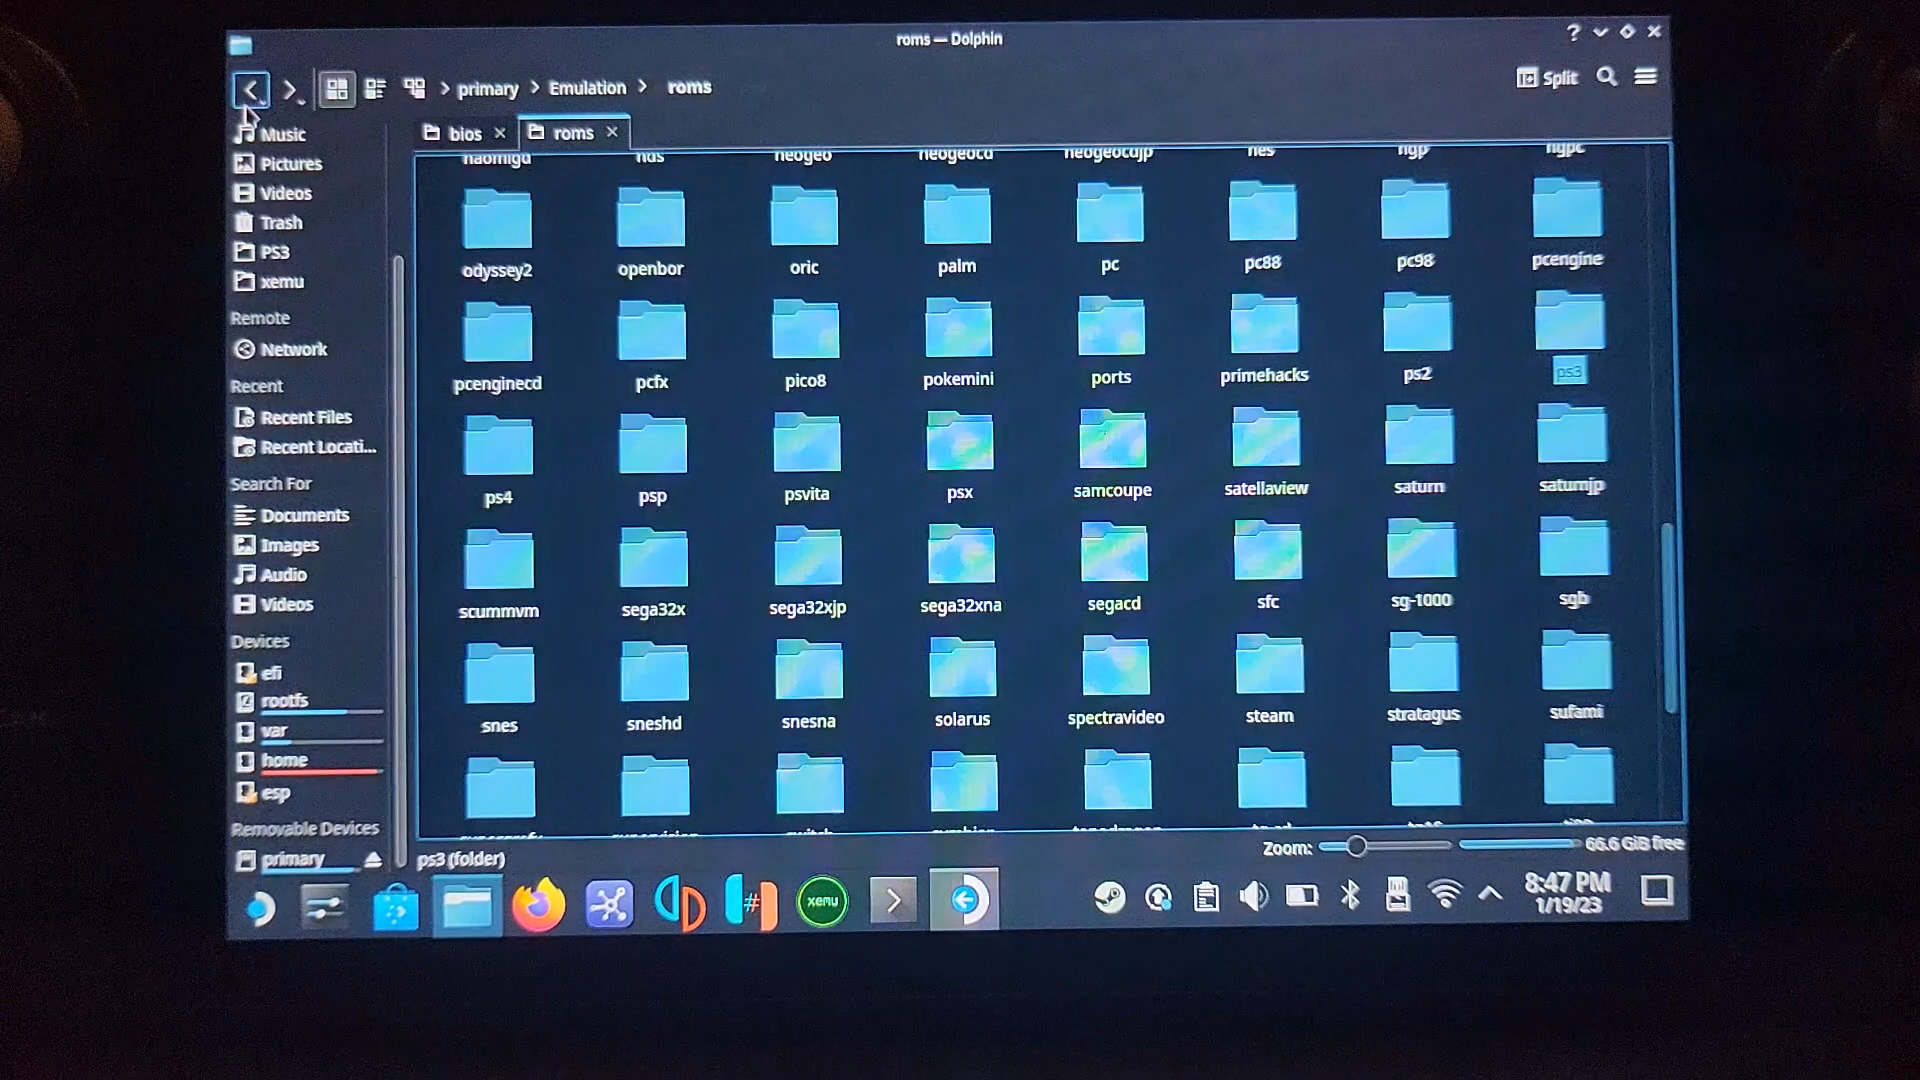 roms — Dolphin
primary > Emulation > roms
Split
bios
roms
Music
Pictures
Videos
Trash
PS3
xemu
Remote
Network
Recent
Recent Files
Recent Locati...
Search For
Documents
Images
Audio
Videos
Devices
efi
rootfs
var
home
esp
Removable Devices
primary
naomigd nds neogeo neogeocd neogeocdjp nes ngp ngpc
odyssey2 openbor oric palm pc pc88 pc98 pcengine
pcenginecd pcfx pico8 pokemini ports primehacks ps2 ps3
ps4 psp psvita psx samcoupe satellaview saturn saturnjp
scummvm sega32x sega32xjp sega32xna segacd sfc sg-1000 sgb
snes sneshd snesna solarus spectravideo steam stratagus sufami
ps3 (folder)
Zoom:
66.6 GiB free
xemu
8:47 PM
1/19/23